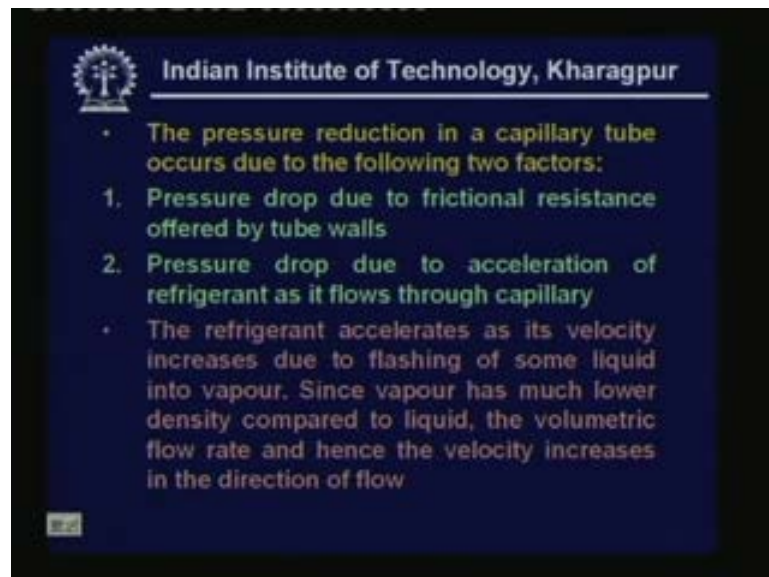 Indian Institute of Technology, Kharagpur
• The pressure reduction in a capillary tube
occurs due to the following two factors:
1. Pressure drop due to frictional resistance
offered by tube walls
2. Pressure drop due to acceleration of
refrigerant as it flows through capillary
• The refrigerant accelerates as its velocity
increases due to flashing of some liquid
into vapour. Since vapour has much lower
density compared to liquid, the volumetric
flow rate and hence the velocity increases
in the direction of flow